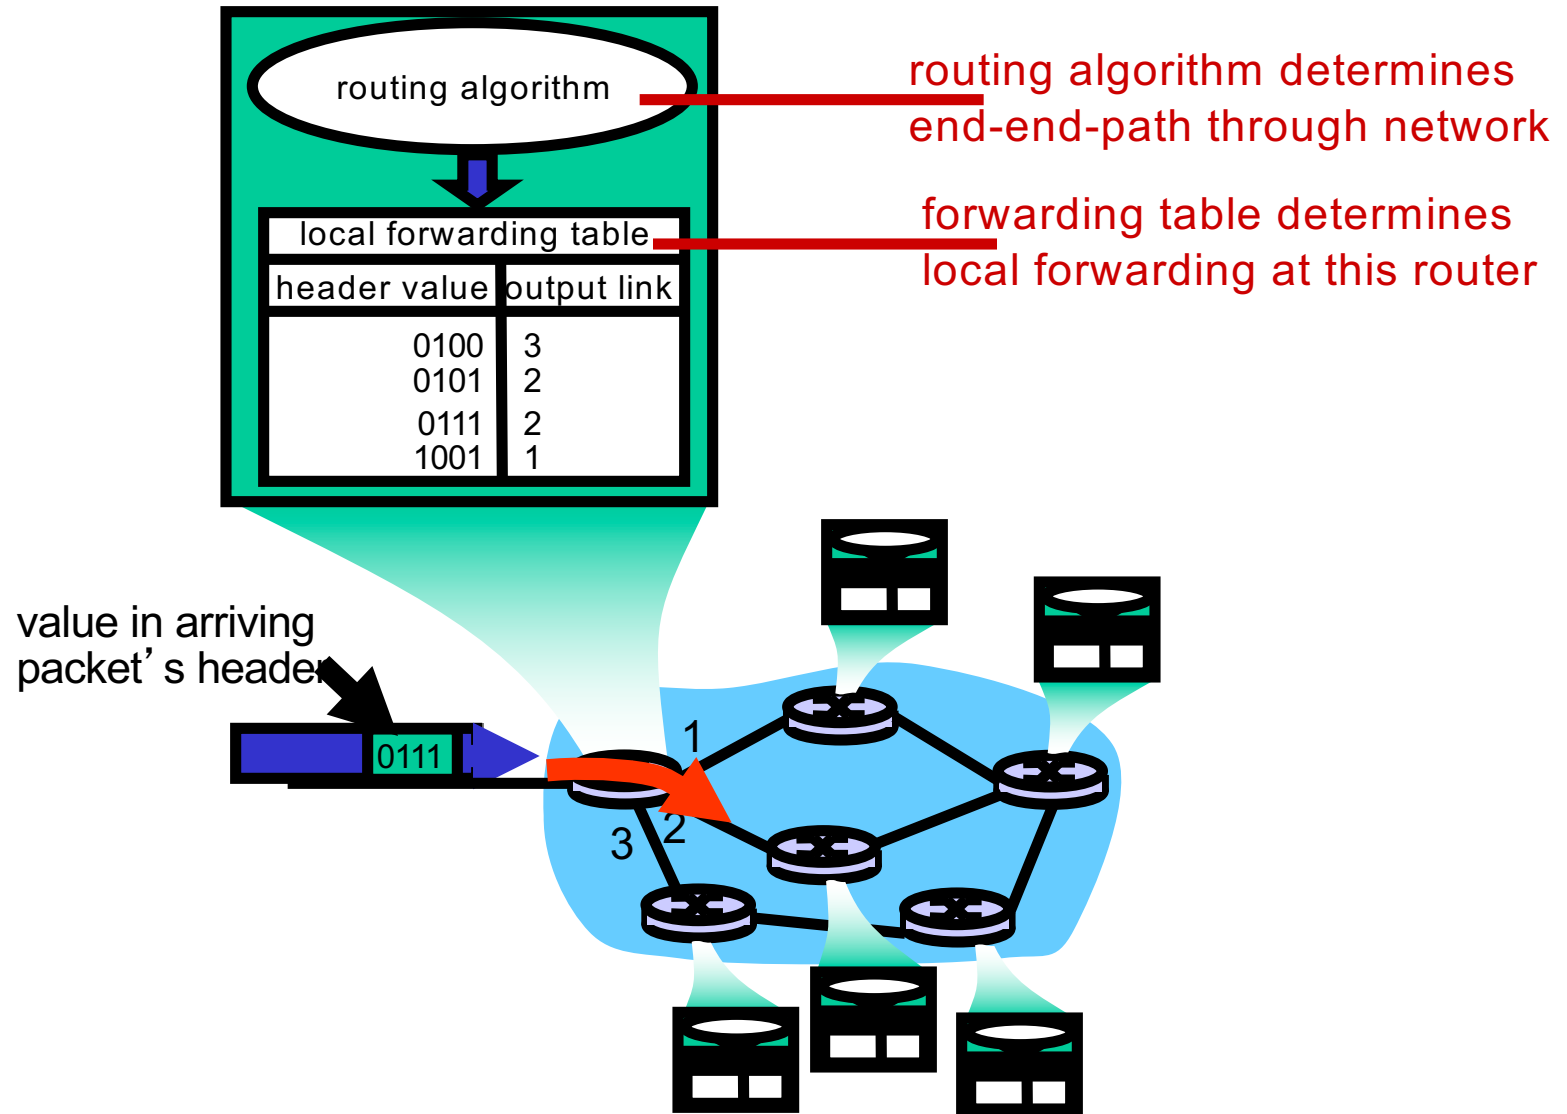 routing algorithm
routing algorithm determines
end-end-path through network
local forwarding table
forwarding table determines
local forwarding at this router
header value output link
0100 3
0101 2
0111 2
1001 1
value in arriving
packet’s header
0111
1
2
3